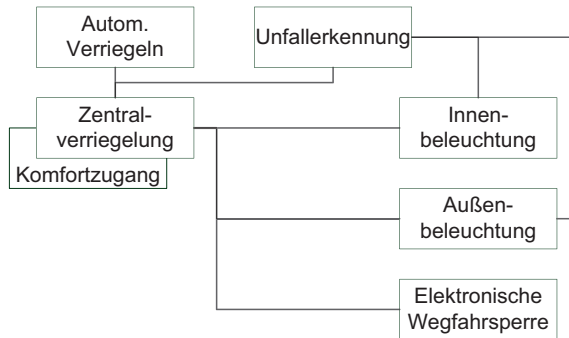 Autom.
Verriegeln
Unfallerkennung
Zentral-
verriegelung
Innen-
beleuchtung
Komfortzugang
Außen-
beleuchtung
Elektronische
Wegfahrsperre